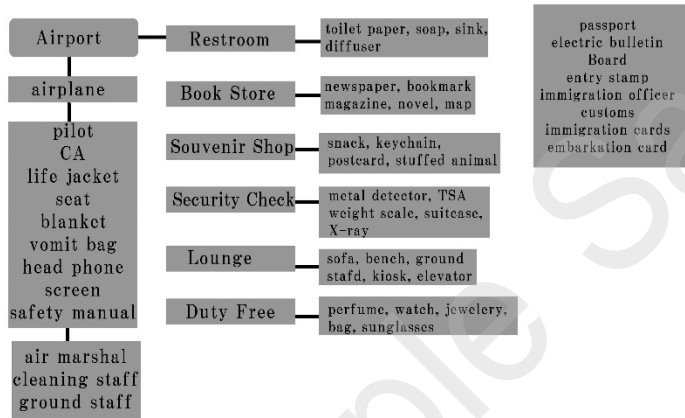 Airport
airplane
pilot
CA
life jacket
seat
blanket
vomit bag
head phone
screen
safety manual
air marshal
cleaning staff
ground staff
Restroom
toilet paper, soap, sink,
diffuser
Book Store
newspaper, bookmark
magazine, novel, map
Souvenir Shop
snack, keychain,
postcard, stuffed animal
Security Check
metal detector, TSA
weight scale, suitcase,
X-ray
Lounge
sofa, bench, ground
stafd, kiosk, elevator
Duty Free
perfume, watch, jewelery,
bag, sunglasses
passport
electric bulletin
Board
entry stamp
immigration officer
customs
immigration cards
embarkation card